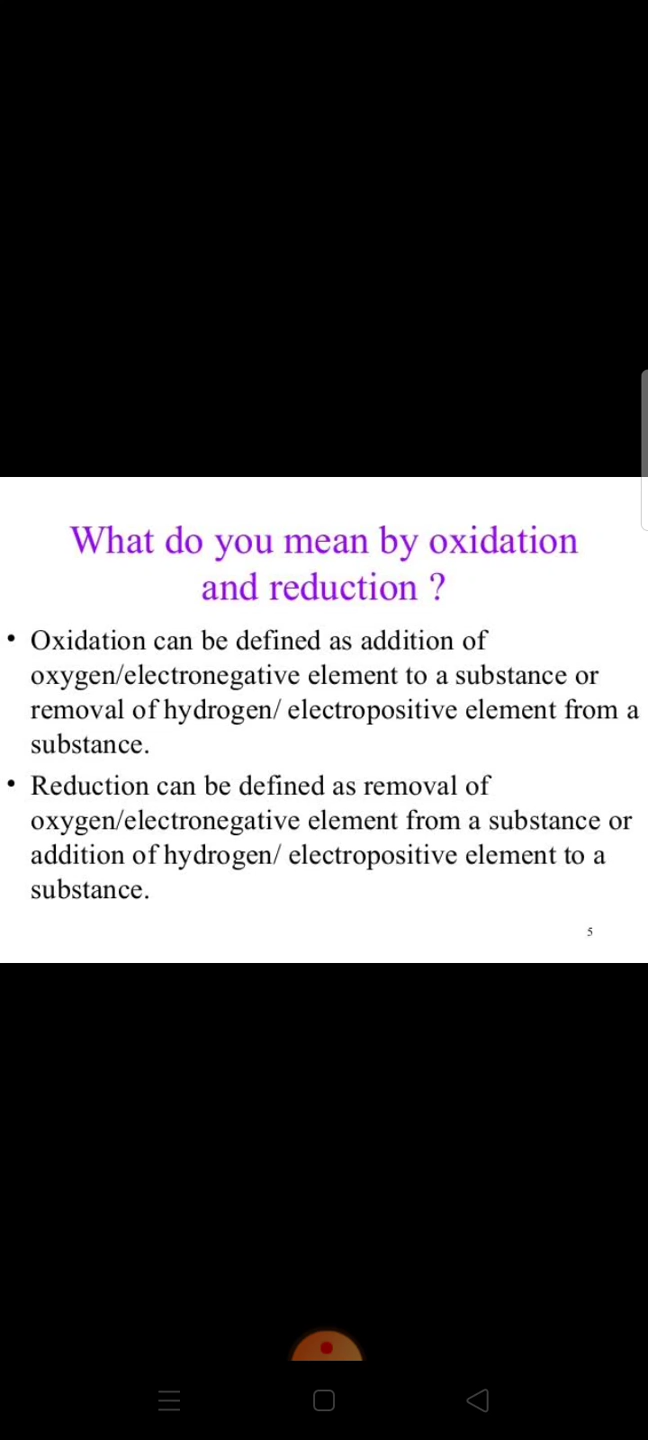 What do you mean by oxidation
and reduction ?
• Oxidation can be defined as addition of
oxygen/electronegative element to a substance or
removal of hydrogen/ electropositive element from a
substance.
• Reduction can be defined as removal of
oxygen/electronegative element from a substance or
addition of hydrogen/ electropositive element to a
substance.
5